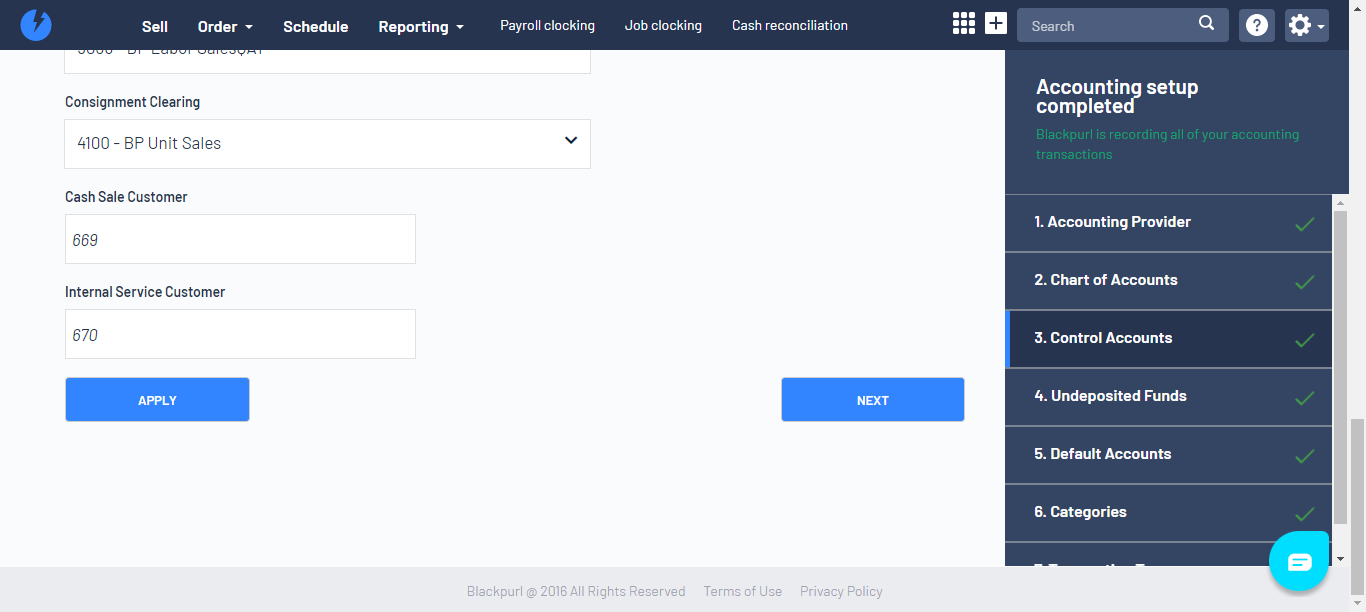 Sell
Order
Schedule
Reporting
Payroll clocking
Job clocking
Cash reconciliation
Search
Consignment Clearing
4100 - BP Unit Sales
Cash Sale Customer
669
Internal Service Customer
670
APPLY
NEXT
Accounting setup
completed
Blackpurl is recording all of your accounting
transactions
1. Accounting Provider
2. Chart of Accounts
3. Control Accounts
4. Undeposited Funds
5. Default Accounts
6. Categories
Blackpurl @ 2016 All Rights Reserved
Terms of Use
Privacy Policy